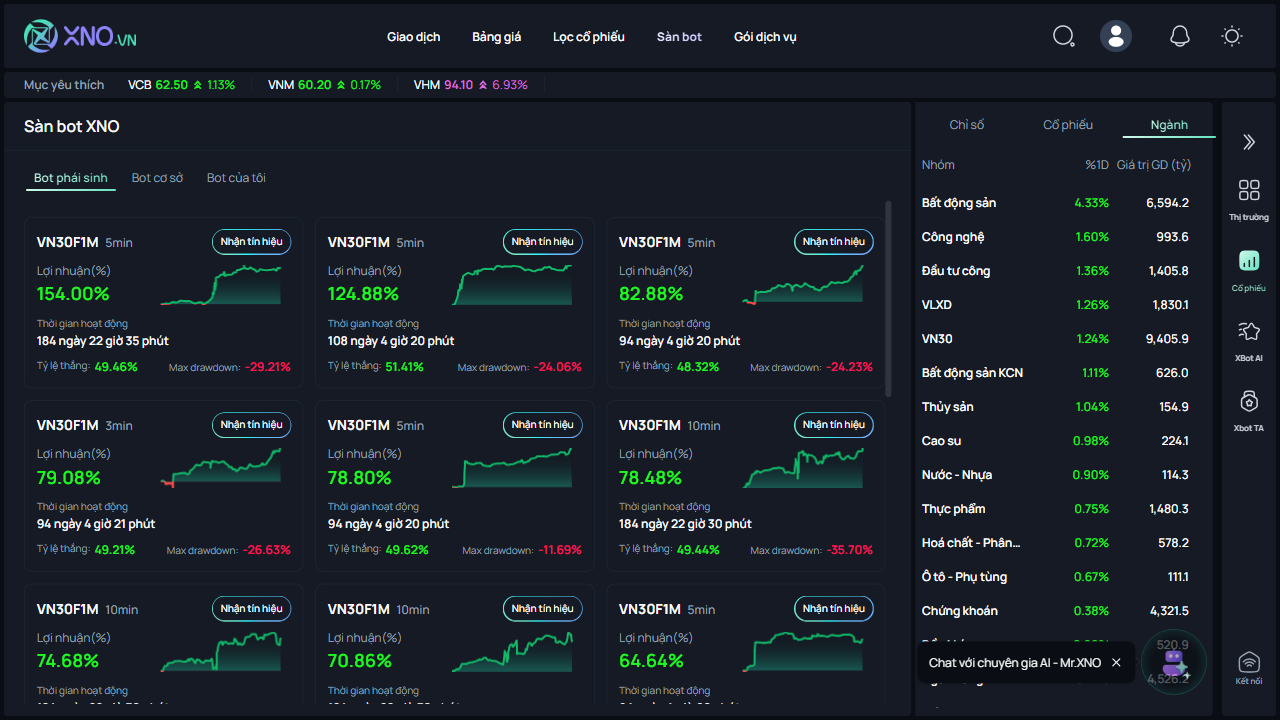 XNO.VN
Giao dịch Bảng giá Lọc cổ phiếu Sàn bot Gói dịch vụ
Mục yêu thích VCB 62.50 1.13% VNM 60.20 0.17% VHM 94.10 6.93%
Sàn bot XNO
Bot phái sinh Bot cơ sở Bot của tôi
VN30F1M 5min Nhận tín hiệu
Lợi nhuận(%)
154.00%
Thời gian hoạt động
184 ngày 22 giờ 35 phút
Tỷ lệ thắng: 49.46% Max drawdown: -29.21%
VN30F1M 5min Nhận tín hiệu
Lợi nhuận(%)
124.88%
Thời gian hoạt động
108 ngày 4 giờ 20 phút
Tỷ lệ thắng: 51.41% Max drawdown: -24.06%
VN30F1M 5min Nhận tín hiệu
Lợi nhuận(%)
82.88%
Thời gian hoạt động
94 ngày 4 giờ 20 phút
Tỷ lệ thắng: 48.32% Max drawdown: -24.23%
VN30F1M 3min Nhận tín hiệu
Lợi nhuận(%)
79.08%
Thời gian hoạt động
94 ngày 4 giờ 21 phút
Tỷ lệ thắng: 49.21% Max drawdown: -26.63%
VN30F1M 5min Nhận tín hiệu
Lợi nhuận(%)
78.80%
Thời gian hoạt động
94 ngày 4 giờ 20 phút
Tỷ lệ thắng: 49.62% Max drawdown: -11.69%
VN30F1M 10min Nhận tín hiệu
Lợi nhuận(%)
78.48%
Thời gian hoạt động
184 ngày 22 giờ 30 phút
Tỷ lệ thắng: 49.44% Max drawdown: -35.70%
VN30F1M 10min Nhận tín hiệu
Lợi nhuận(%)
74.68%
Thời gian hoạt động
VN30F1M 10min Nhận tín hiệu
Lợi nhuận(%)
70.86%
Thời gian hoạt động
VN30F1M 5min Nhận tín hiệu
Lợi nhuận(%)
64.64%
Thời gian hoạt động
Chỉ số Cổ phiếu Ngành
Nhóm %1D Giá trị GD (tỷ)
Bất động sản 4.33% 6,594.2
Công nghệ 1.60% 993.6
Đầu tư công 1.36% 1,405.8
VLXD 1.26% 1,830.1
VN30 1.24% 9,405.9
Bất động sản KCN 1.11% 626.0
Thủy sản 1.04% 154.9
Cao su 0.98% 224.1
Nước - Nhựa 0.90% 114.3
Thực phẩm 0.75% 1,480.3
Hoá chất - Phân... 0.72% 578.2
Ô tô - Phụ tùng 0.67% 111.1
Chứng khoán 0.38% 4,321.5
520.9
4,526.2
Chat với chuyên gia AI - Mr.XNO
Thị trường
Cổ phiếu
XBot AI
Xbot TA
Kết nối